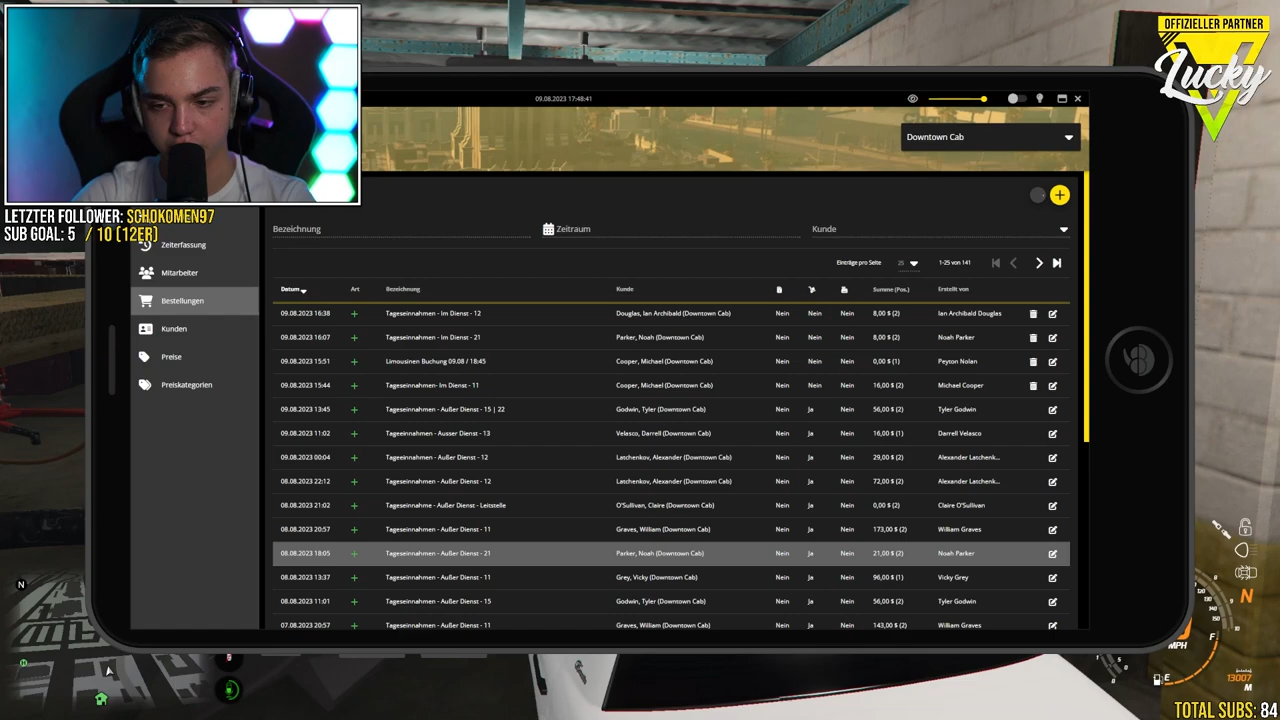 OFFIZIELLER PARTNER
Lucky
09.08.2023 17:48:41
Downtown Cab
LETZTER FOLLOWER: SCHOKOMEN97
SUB GOAL: 5 / 10 (12ER)
Zeiterfassung
Mitarbeiter
Bestellungen
Kunden
Preise
Preiskategorien
Bezeichnung Zeitraum Kunde
Einträge pro Seite 25 1-25 von 141
Datum Art Bezeichnung Kunde Summe (Pos.) Erstellt von
09.08.2023 16:38 + Tageseinnahmen - Im Dienst - 12 Douglas, Ian Archibald (Downtown Cab) Nein Nein Nein 8,00 $ (2) Ian Archibald Douglas
09.08.2023 16:07 + Tageseinnahmen - Im Dienst - 21 Parker, Noah (Downtown Cab) Nein Nein Nein 8,00 $ (2) Noah Parker
09.08.2023 15:51 + Limousinen Buchung 09.08 / 18:45 Cooper, Michael (Downtown Cab) Nein Nein Nein 0,00 $ (1) Peyton Nolan
09.08.2023 15:44 + Tageseinnahmen- Im Dienst - 11 Cooper, Michael (Downtown Cab) Nein Nein Nein 16,00 $ (2) Michael Cooper
09.08.2023 13:45 + Tageseinnahmen - Außer Dienst - 15 | 22 Godwin, Tyler (Downtown Cab) Nein Ja Nein 56,00 $ (2) Tyler Godwin
09.08.2023 11:02 + Tageeinnahmen - Ausser Dienst - 13 Velasco, Darrell (Downtown Cab) Nein Ja Nein 16,00 $ (1) Darrell Velasco
09.08.2023 00:04 + Tageeinnahmen - Außer Dienst - 12 Latchenkov, Alexander (Downtown Cab) Nein Ja Nein 29,00 $ (2) Alexander Latchenk...
08.08.2023 22:12 + Tageseinnahmen - Außer Dienst - 12 Latchenkov, Alexander (Downtown Cab) Nein Ja Nein 72,00 $ (2) Alexander Latchenk...
08.08.2023 21:02 + Tageseinnahme - Außer Dienst - Leitstelle O'Sullivan, Claire (Downtown Cab) Nein Ja Nein 0,00 $ (2) Claire O'Sullivan
08.08.2023 20:57 + Tageseinnahmen - Außer Dienst - 11 Graves, William (Downtown Cab) Nein Ja Nein 173,00 $ (2) William Graves
08.08.2023 18:05 + Tageseinnahmen - Außer Dienst - 21 Parker, Noah (Downtown Cab) Nein Ja Nein 21,00 $ (2) Noah Parker
08.08.2023 13:37 + Tageseinnahmen - Außer Dienst - 11 Grey, Vicky (Downtown Cab) Nein Ja Nein 96,00 $ (1) Vicky Grey
08.08.2023 11:01 + Tageseinnahmen - Außer Dienst - 15 Godwin, Tyler (Downtown Cab) Nein Ja Nein 56,00 $ (2) Tyler Godwin
07.08.2023 20:57 + Tageseinnahmen - Außer Dienst - 11 Graves, William (Downtown Cab) Nein Ja Nein 143,00 $ (2) William Graves
N
N
F
MPH
E
13007
M
TOTAL SUBS: 84